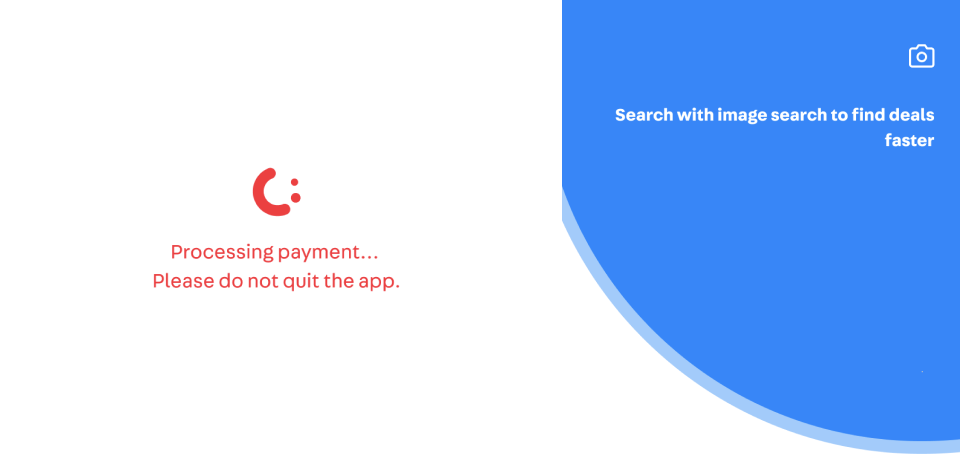 Processing payment...
Please do not quit the app.
Search with image search to find deals
faster